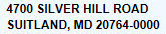 4700 SILVER HILL ROAD
SUITLAND, MD 20764-0000